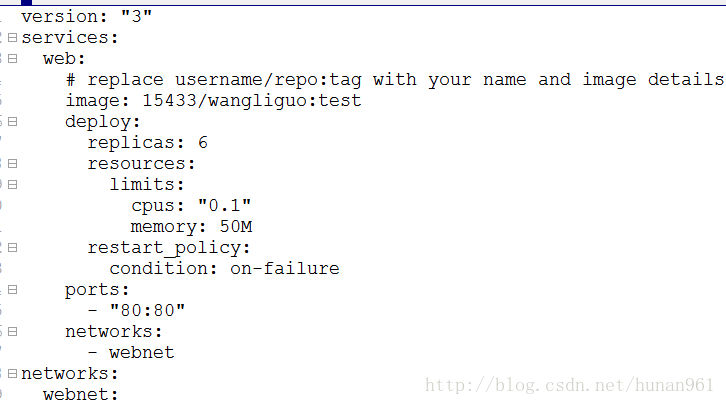 version: "3"
services:
  web:
    # replace username/repo:tag with your name and image details
    image: 15433/wangliguo:test
    deploy:
      replicas: 6
      resources:
        limits:
          cpus: "0.1"
          memory: 50M
      restart_policy:
        condition: on-failure
    ports:
      - "80:80"
    networks:
      - webnet
networks:
  webnet:
http://blog.csdn.net/hunan961